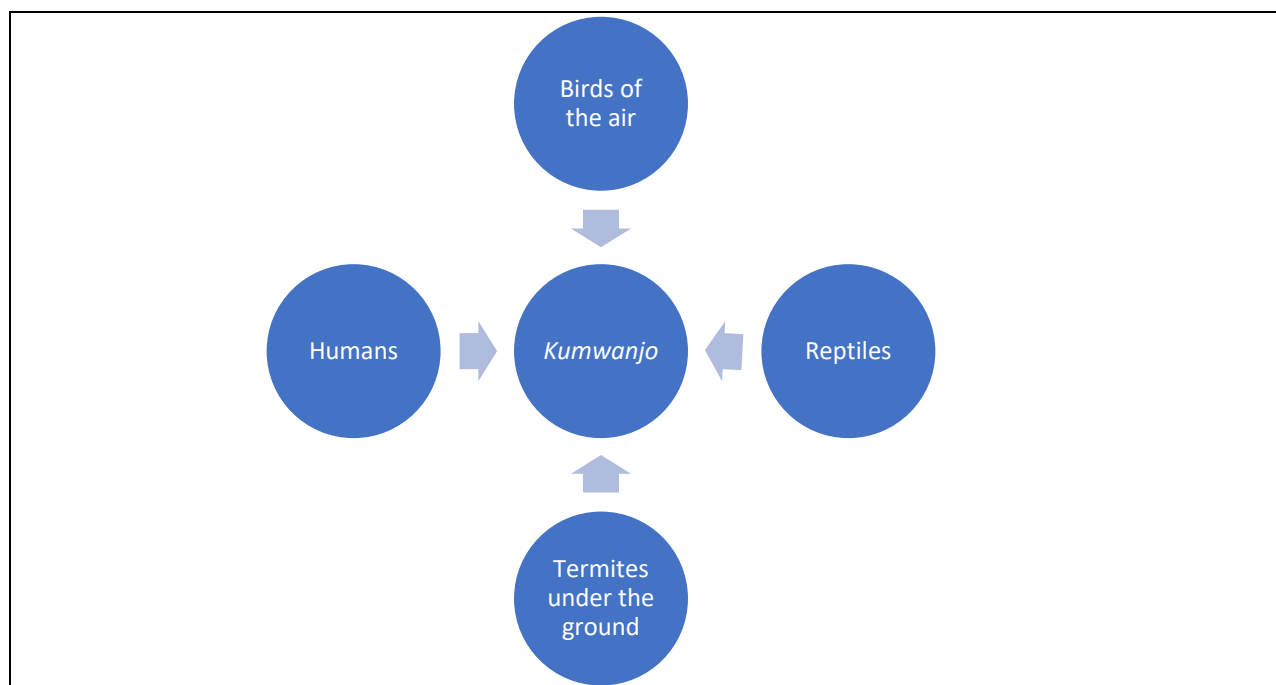 Birds of
the air
Humans
Kumwanjo
Reptiles
Termites
under the
ground